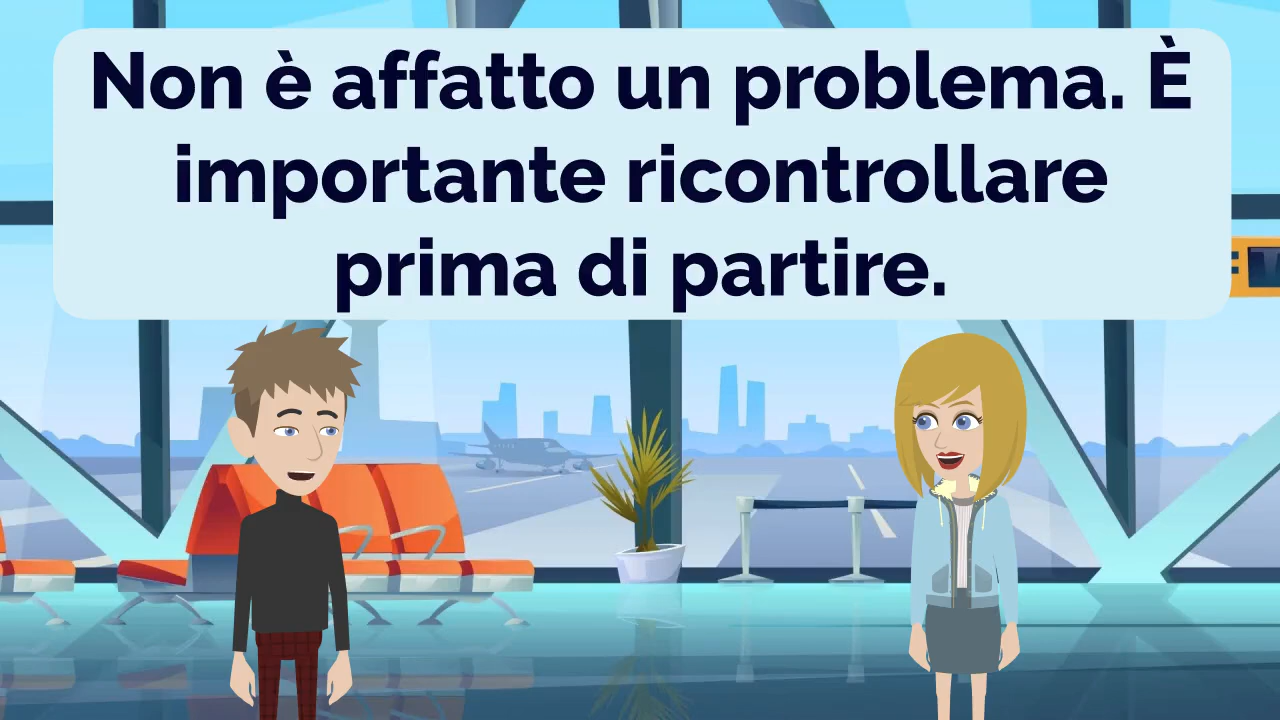 Non è affatto un problema. È
importante ricontrollare
prima di partire.